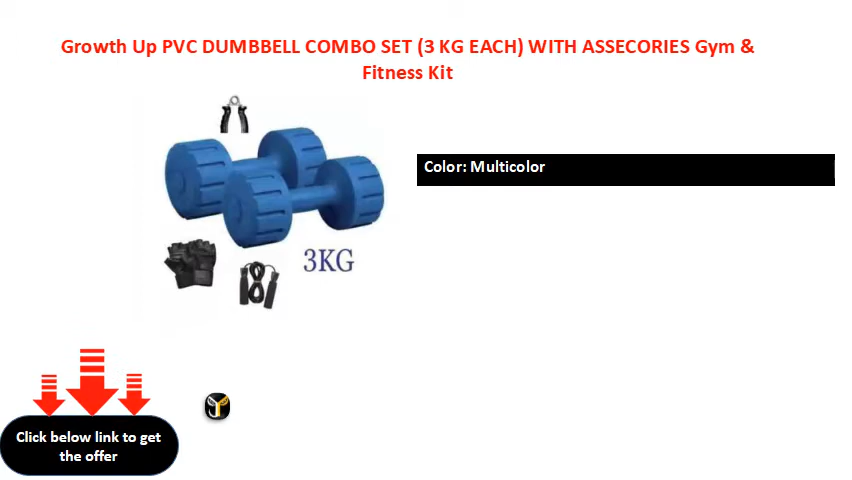 Growth Up PVC DUMBBELL COMBO SET (3 KG EACH) WITH ASSECORIES Gym &
Fitness Kit
Color: Multicolor
3KG
Click below link to get
the offer